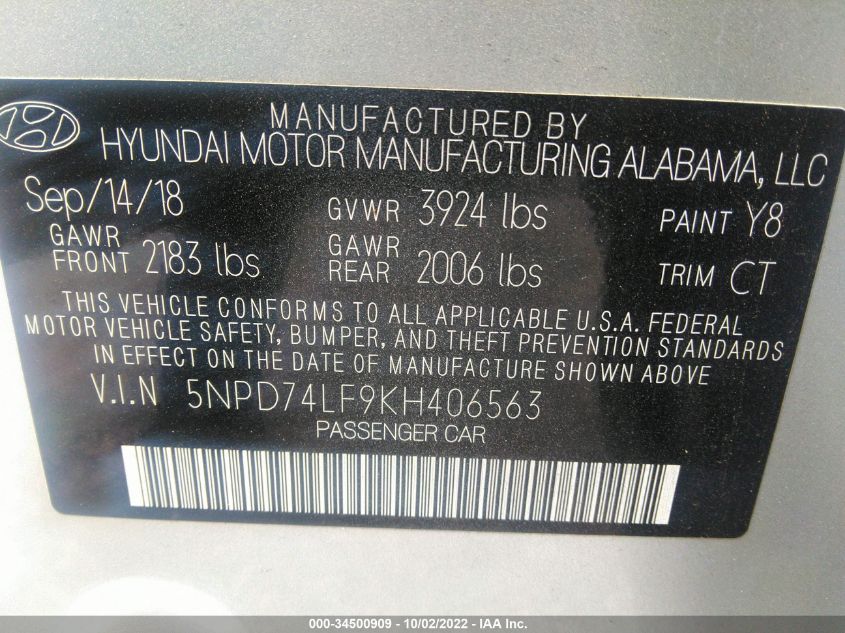 MANUFACTURED BY
HYUNDAI MOTOR MANUFACTURING ALABAMA, LLC
Sep/14/18 GVWR 3924 lbs PAINT Y8
GAWR FRONT 2183 lbs GAWR REAR 2006 lbs TRIM CT
THIS VEHICLE CONFORMS TO ALL APPLICABLE U.S.A. FEDERAL
MOTOR VEHICLE SAFETY, BUMPER, AND THEFT PREVENTION STANDARDS
IN EFFECT ON THE DATE OF MANUFACTURE SHOWN ABOVE.
V.I.N 5NPD74LF9KH406563
PASSENGER CAR
000-34500909 - 10/02/2022 - IAA Inc.